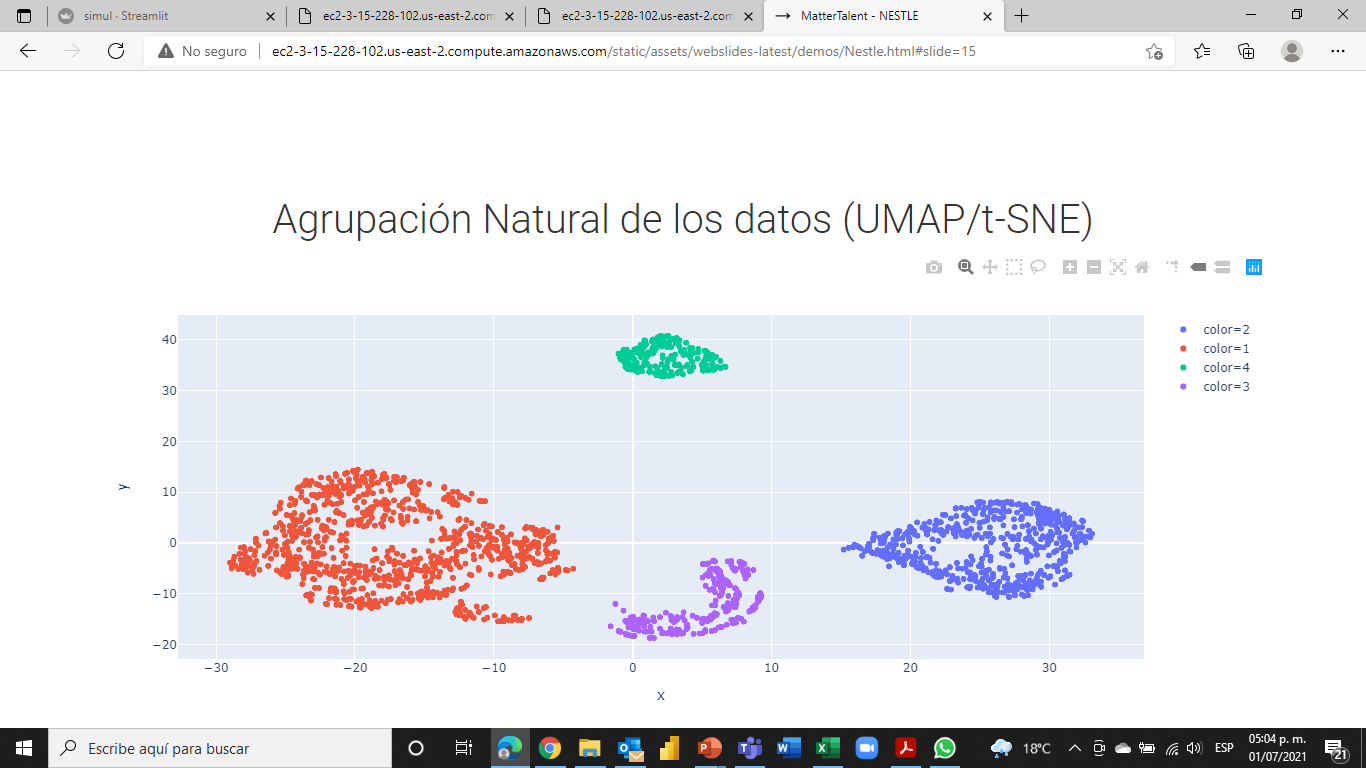 simul · Streamlit
ec2-3-15-228-102.us-east-2.com
ec2-3-15-228-102.us-east-2.com
MatterTalent - NESTLE
No seguro
ec2-3-15-228-102.us-east-2.compute.amazonaws.com/static/assets/webslides-latest/demos/Nestle.html#slide=15
Agrupación Natural de los datos (UMAP/t-SNE)
color=2
color=1
color=4
color=3
40
30
20
10
0
−10
−20
y
−30
−20
−10
0
10
20
30
x
Escribe aquí para buscar
18°C
ESP
05:04 p. m.
01/07/2021
21